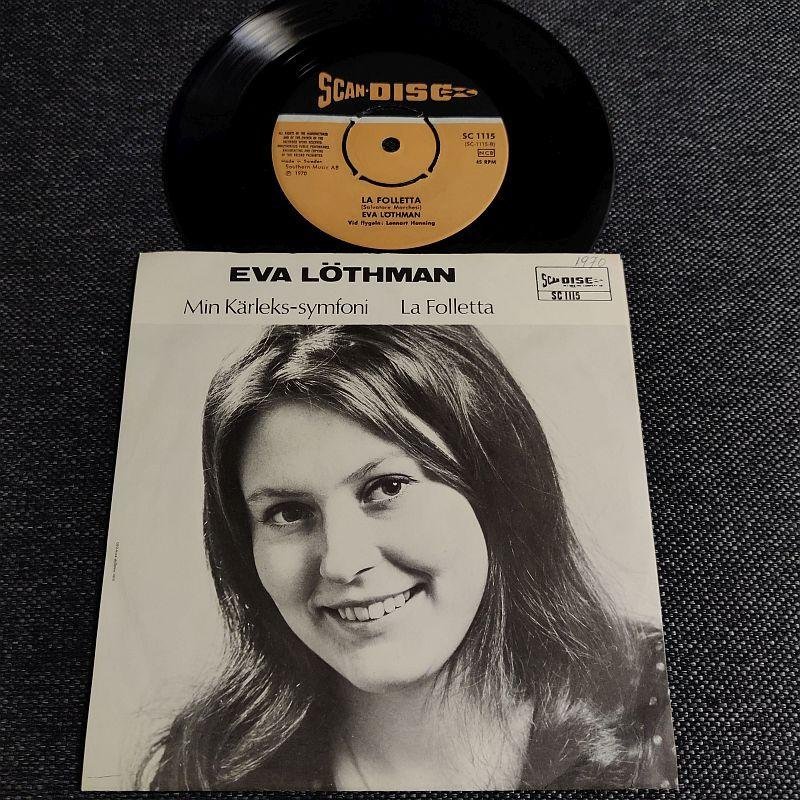 SCAN-DISC
ALL RIGHTS OF THE MANUFACTURER
AND OF THE OWNER OF THE
RECORDED WORK RESERVED
UNAUTHORISED PUBLIC PERFORMANCE,
BROADCASTING AND COPYING
OF THIS RECORD PROHIBITED
Made in Sweden
Southern Music AB
℗ 1970
SC 1115
(SC-1115-B)
NCB
45 RPM
LA FOLLETTA
(Salvatore Marchesi)
EVA LÖTHMAN
Vid flygeln: Lennart Hanning
1970
EVA LÖTHMAN
SCAN DISC
SC 1115
Min Kärleks-symfoni La Folletta